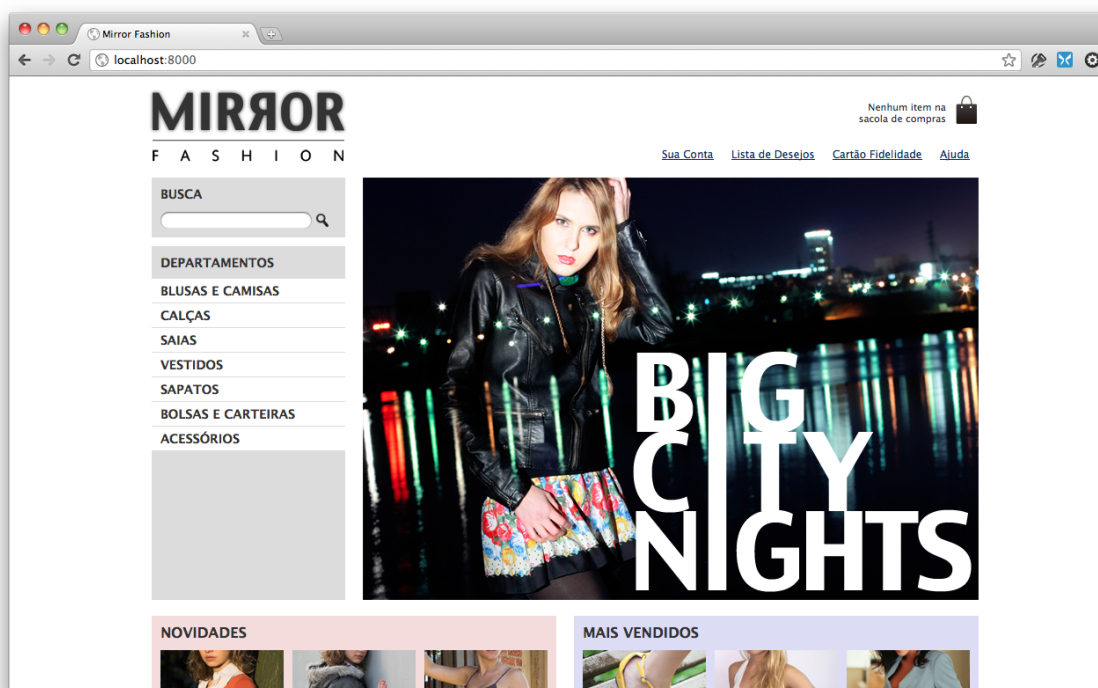 Mirror Fashion
localhost:8000
MIRROR
FASHION
Nenhum item na
sacola de compras
Sua Conta Lista de Desejos Cartão Fidelidade Ajuda
BUSCA
DEPARTAMENTOS
BLUSAS E CAMISAS
CALÇAS
SAIAS
VESTIDOS
SAPATOS
BOLSAS E CARTEIRAS
ACESSÓRIOS
BIG
CITY
NIGHTS
NOVIDADES
MAIS VENDIDOS